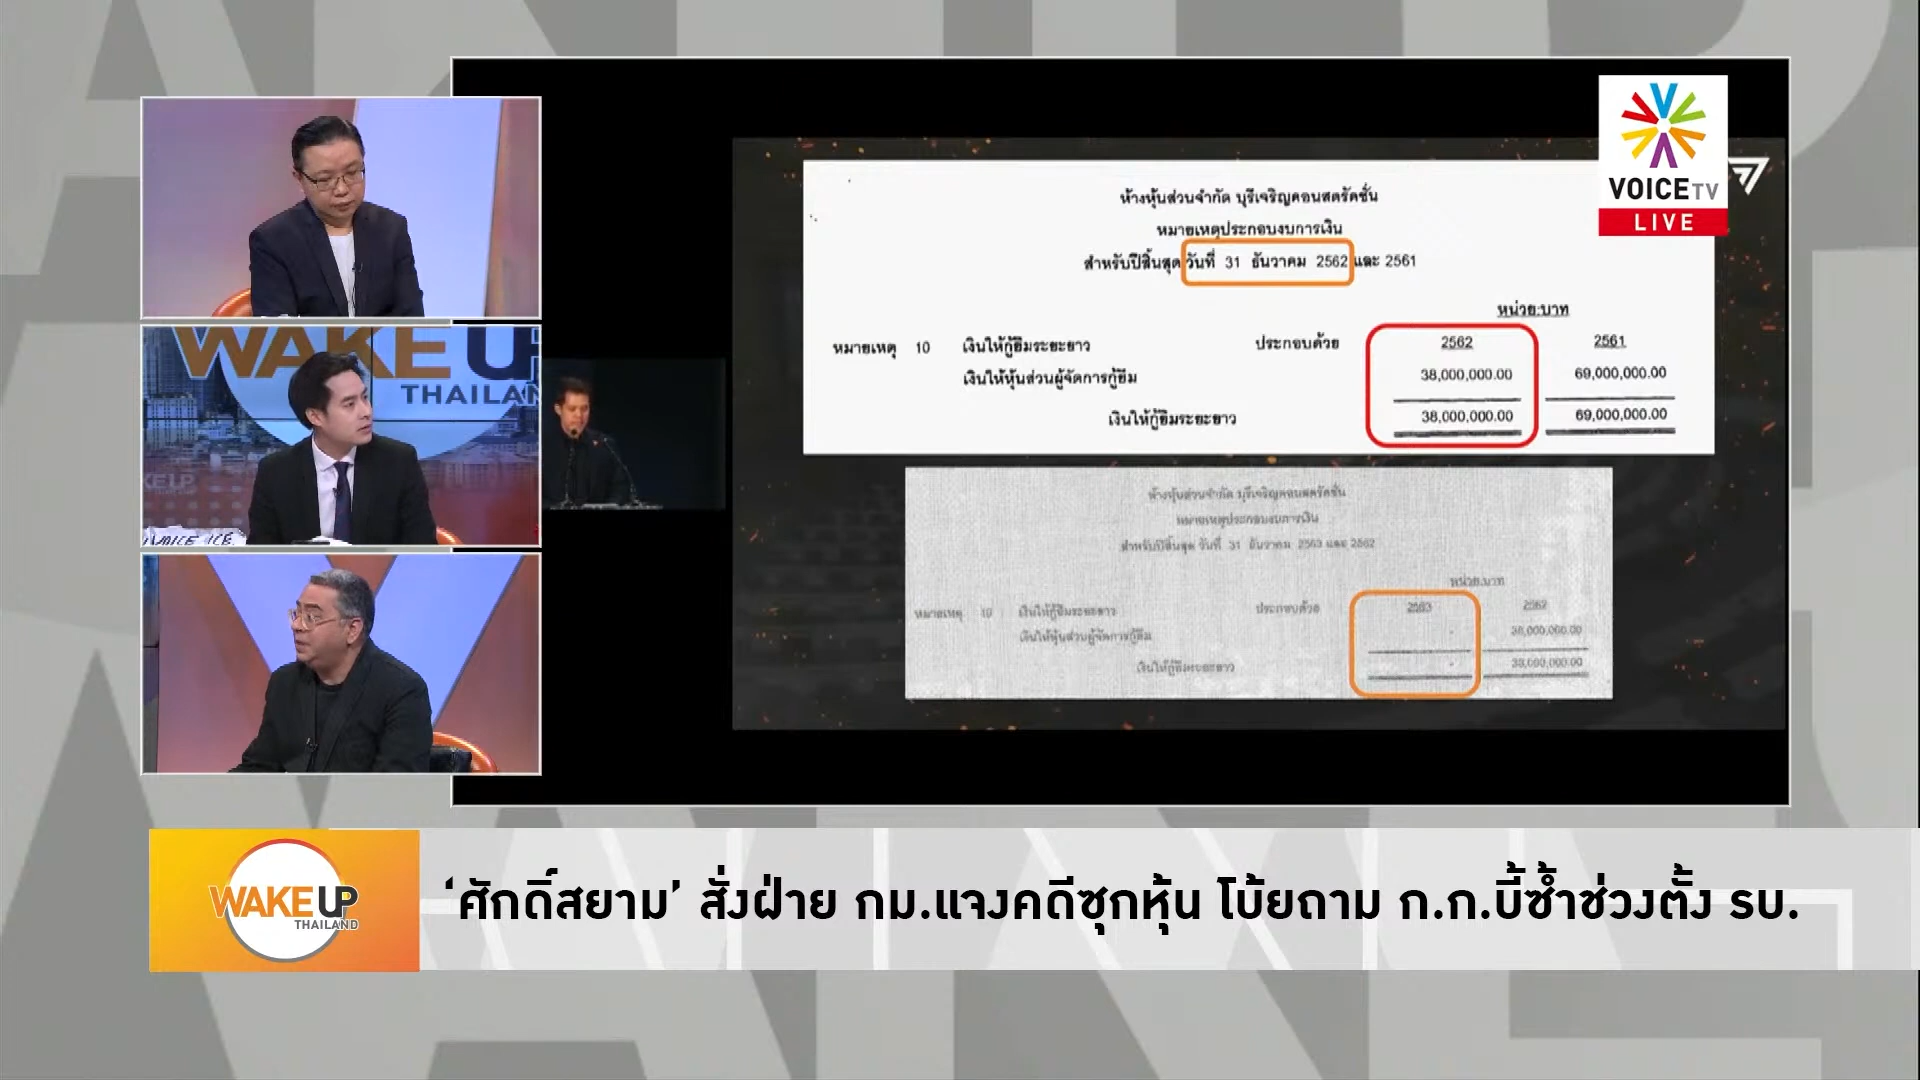 VOICE TV
LIVE
ห้างหุ้นส่วนจำกัด บุรีเจริญคอนสตรัคชั่น
หมายเหตุประกอบงบการเงิน
สำหรับปีสิ้นสุด วันที่ 31 ธันวาคม 2562 และ 2561
หน่วย:บาท
หมายเหตุ 10 เงินให้กู้ยืมระยะยาว ประกอบด้วย 2562 2561
เงินให้หุ้นส่วนผู้จัดการกู้ยืม 38,000,000.00 69,000,000.00
เงินให้กู้ยืมระยะยาว 38,000,000.00 69,000,000.00
ห้างหุ้นส่วนจำกัด บุรีเจริญคอนสตรัคชั่น
หมายเหตุประกอบงบการเงิน
สำหรับปีสิ้นสุด วันที่ 31 ธันวาคม 2563 และ 2562
หน่วย:บาท
หมายเหตุ 10 เงินให้กู้ยืมระยะยาว ประกอบด้วย 2563 2562
เงินให้หุ้นส่วนผู้จัดการกู้ยืม - 38,000,000.00
เงินให้กู้ยืมระยะยาว - 38,000,000.00
WAKE UP
THAILAND
WAKE UP
THAILAND
‘ศักดิ์สยาม’ สั่งฝ่าย กม.แจงคดีซุกหุ้น โบ้ยถาม ก.ก.บี้ซ้ำช่วงตั้ง รบ.